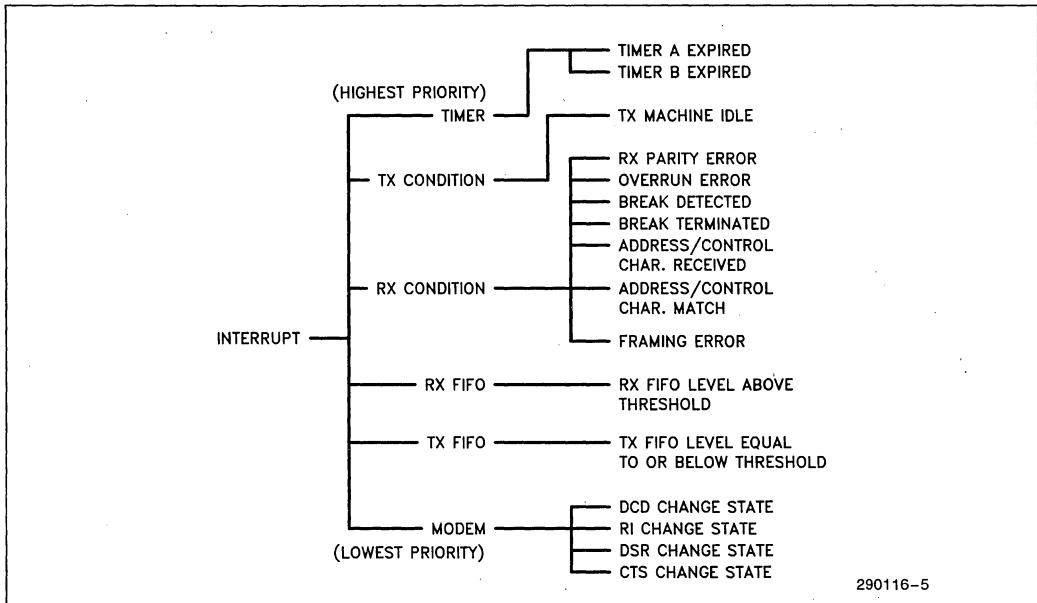 TIMER A EXPIRED
TIMER B EXPIRED
(HIGHEST PRIORITY)
TIMER
TX MACHINE IDLE
TX CONDITION
RX PARITY ERROR
OVERRUN ERROR
BREAK DETECTED
BREAK TERMINATED
ADDRESS/CONTROL
CHAR. RECEIVED
RX CONDITION
ADDRESS/CONTROL
CHAR. MATCH
FRAMING ERROR
INTERRUPT
RX FIFO
RX FIFO LEVEL ABOVE
THRESHOLD
TX FIFO
TX FIFO LEVEL EQUAL
TO OR BELOW THRESHOLD
MODEM
(LOWEST PRIORITY)
DCD CHANGE STATE
RI CHANGE STATE
DSR CHANGE STATE
CTS CHANGE STATE
290116-5